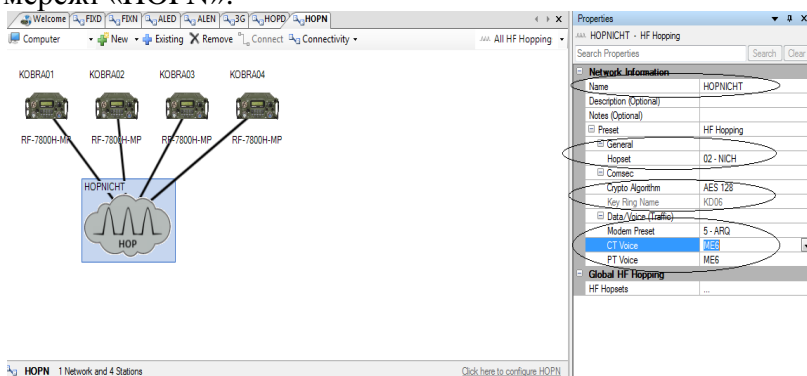 мережі «HOPN».
Welcome FIXD FIXN ALED ALEN 3G HOPD HOPN
Computer New Existing Remove Connect Connectivity All HF Hopping
KOBRA01 KOBRA02 KOBRA03 KOBRA04
RF-7800H-MP RF-7800H-MP RF-7800H-MP RF-7800H-MP
HOPNICHT
HOP
HOPN 1 Network and 4 Stations Click here to configure HOPN
Properties
HOPNICHT - HF Hopping
Search Properties Search Clear
Network Information
Name HOPNICHT
Description (Optional)
Notes (Optional)
Preset HF Hopping
General
Hopset 02 - NICH
Comsec
Crypto Algorithm AES 128
Key Ring Name KD06
Data/Voice (Traffic)
Modem Preset 5 - ARQ
CT Voice ME6
PT Voice ME6
Global HF Hopping
HF Hopsets ...